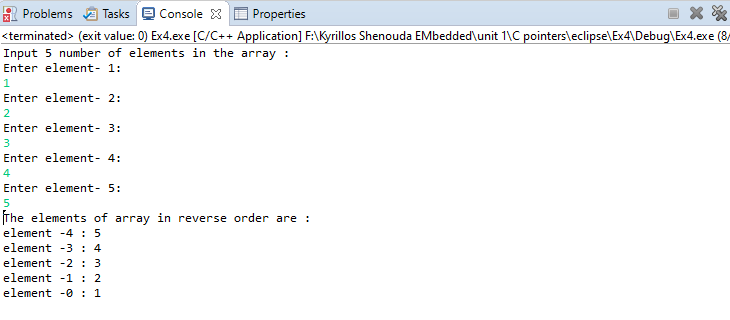 Problems Tasks Console Properties
<terminated> (exit value: 0) Ex4.exe [C/C++ Application] F:\Kyrillos Shenouda EMbedded\unit 1\C pointers\eclipse\Ex4\Debug\Ex4.exe (8/
Input 5 number of elements in the array :
Enter element- 1:
1
Enter element- 2:
2
Enter element- 3:
3
Enter element- 4:
4
Enter element- 5:
5
The elements of array in reverse order are :
element -4 : 5
element -3 : 4
element -2 : 3
element -1 : 2
element -0 : 1